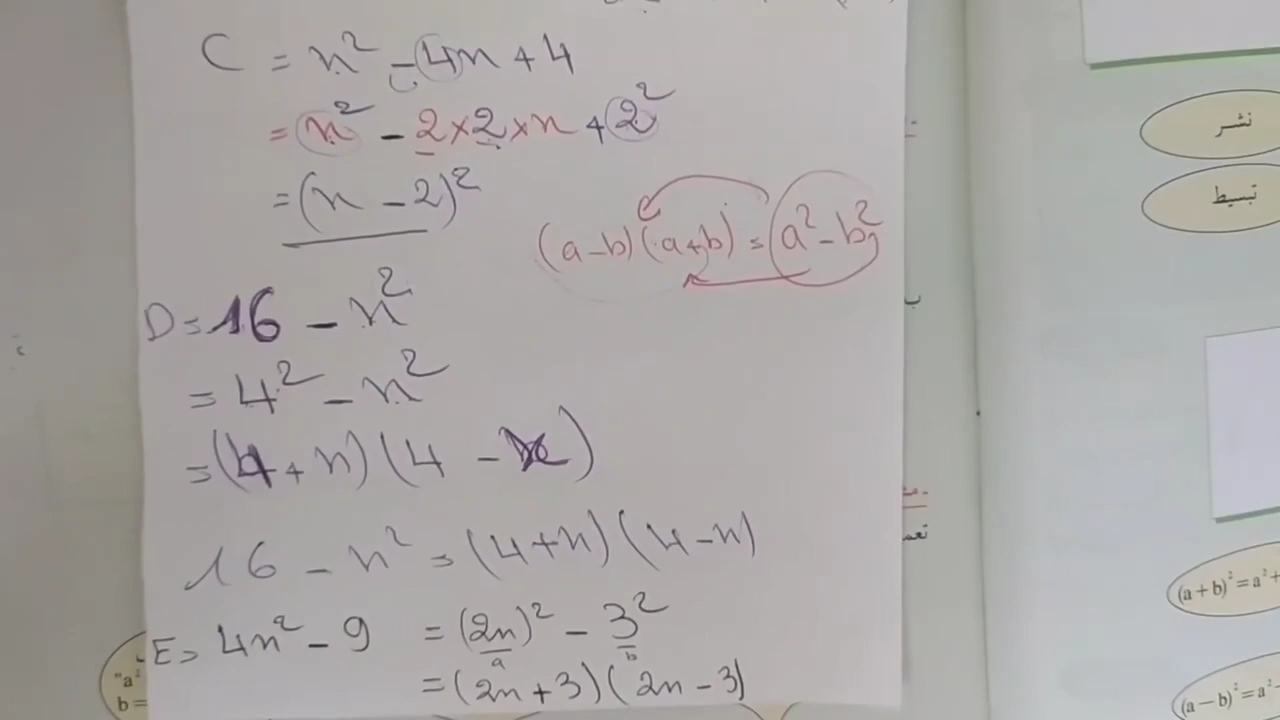 C = x² - 4x + 4
= x² - 2 × 2 × x + 2²
= (x - 2)²
(a-b)(a+b) = a² - b²
D = 16 - x²
= 4² - x²
= (4 + x)(4 - x)
16 - x² = (4+x)(4-x)
E = 4x² - 9 = (2x)² - 3²
a b
= (2x+3)(2x-3)
نشر
تبسيط
(a+b)² = a² +
(a-b)² = a² -
"a²
b =